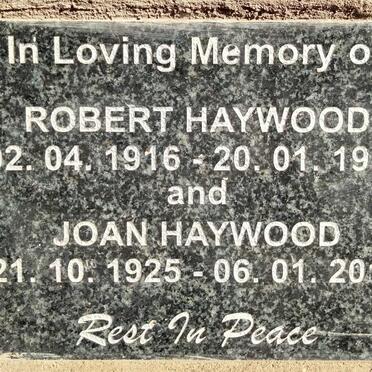 In Loving Memory o
ROBERT HAYWOOD
02. 04. 1916 - 20. 01. 19
and
JOAN HAYWOOD
21. 10. 1925 - 06. 01. 201
Rest In Peace